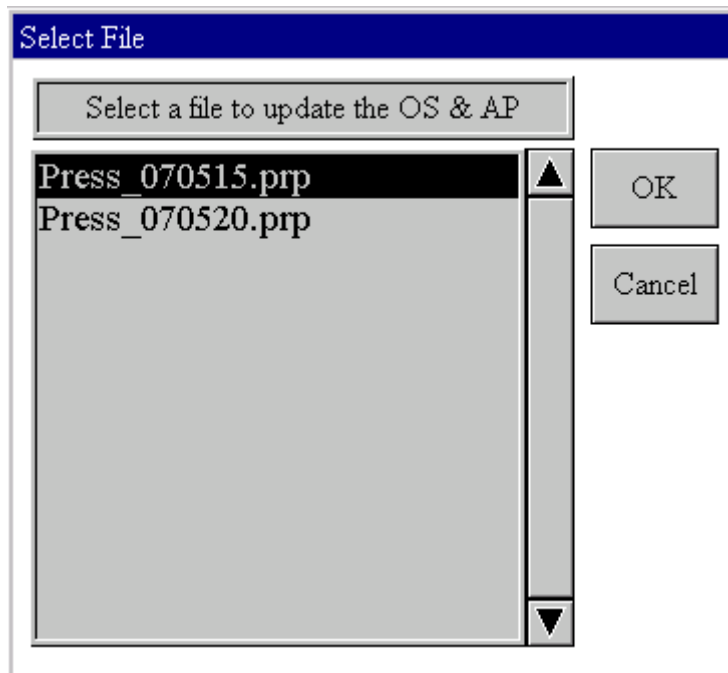 Select File
Select a file to update the OS & AP
Press_070515.prp
Press_070520.prp
OK
Cancel